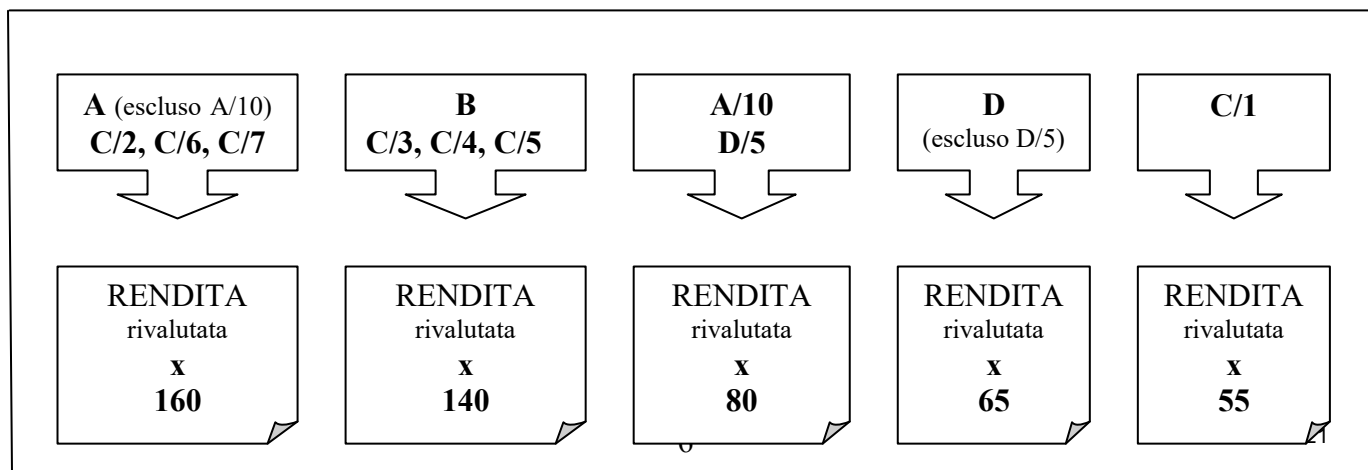 A (escluso A/10)
C/2, C/6, C/7
B
C/3, C/4, C/5
A/10
D/5
D
(escluso D/5)
C/1
RENDITA
rivalutata
x
160
RENDITA
rivalutata
x
140
RENDITA
rivalutata
x
80
RENDITA
rivalutata
x
65
RENDITA
rivalutata
x
55